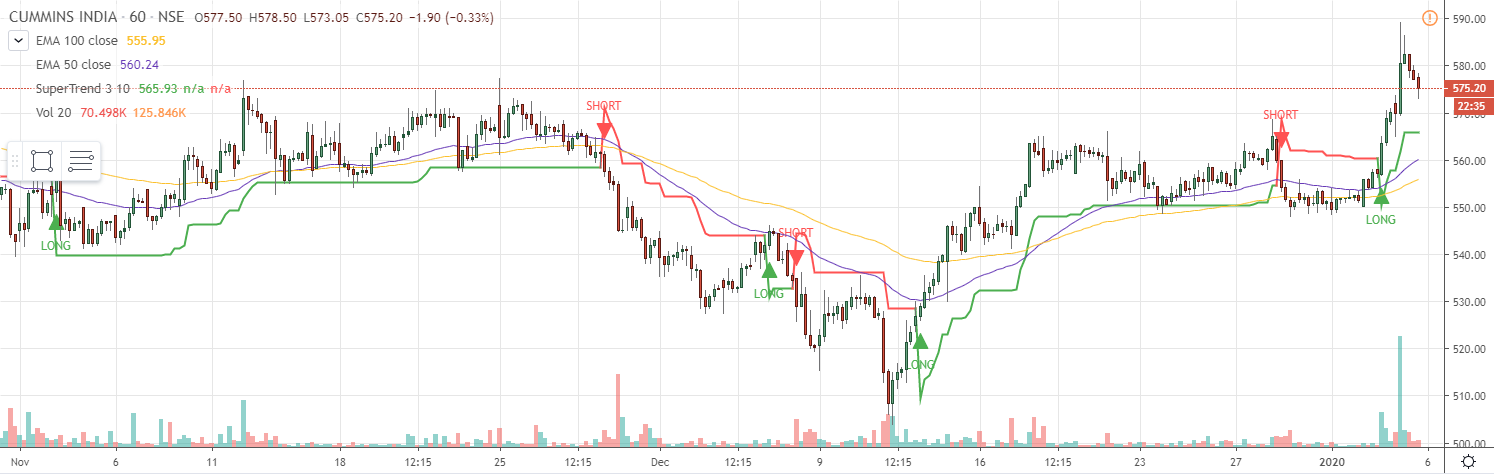 CUMMINS INDIA · 60 · NSE O577.50 H578.50 L573.05 C575.20 −1.90 (−0.33%)
EMA 100 close 555.95
EMA 50 close 560.24
SuperTrend 3 10 565.93 n/a n/a
Vol 20 70.498K 125.846K
590.00
580.00
575.20
22:35
570.00
560.00
550.00
540.00
530.00
520.00
510.00
500.00
SHORT
SHORT
SHORT
LONG
LONG
LONG
LONG
Nov 6 11 18 12:15 25 12:15 Dec 12:15 9 12:15 16 12:15 23 27 12:15 2020 6